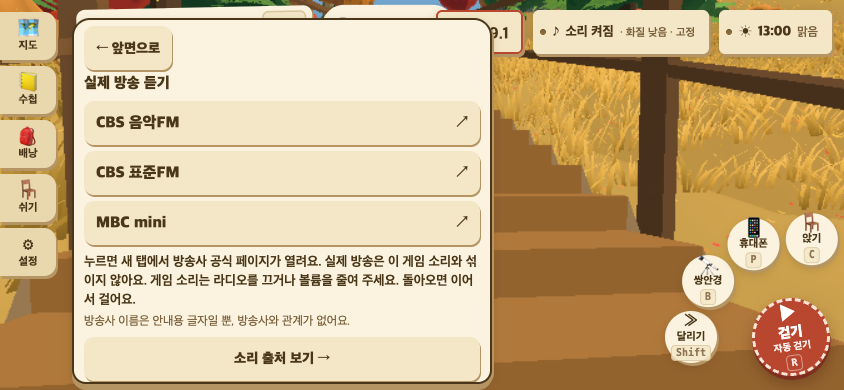 지도
수첩
배낭
쉬기
설정
← 앞면으로
실제 방송 듣기
CBS 음악FM ↗
CBS 표준FM ↗
MBC mini ↗
누르면 새 탭에서 방송사 공식 페이지가 열려요. 실제 방송은 이 게임 소리와 섞
이지 않아요. 게임 소리는 라디오를 끄거나 볼륨을 줄여 주세요. 돌아오면 이어
서 걸어요.
방송사 이름은 안내용 글자일 뿐, 방송사와 관계가 없어요.
소리 출처 보기 →
9.1
♪ 소리 켜짐 · 화질 낮음 · 고정
13:00 맑음
휴대폰
P
앉기
C
쌍안경
B
달리기
Shift
걷기
자동 걷기
R